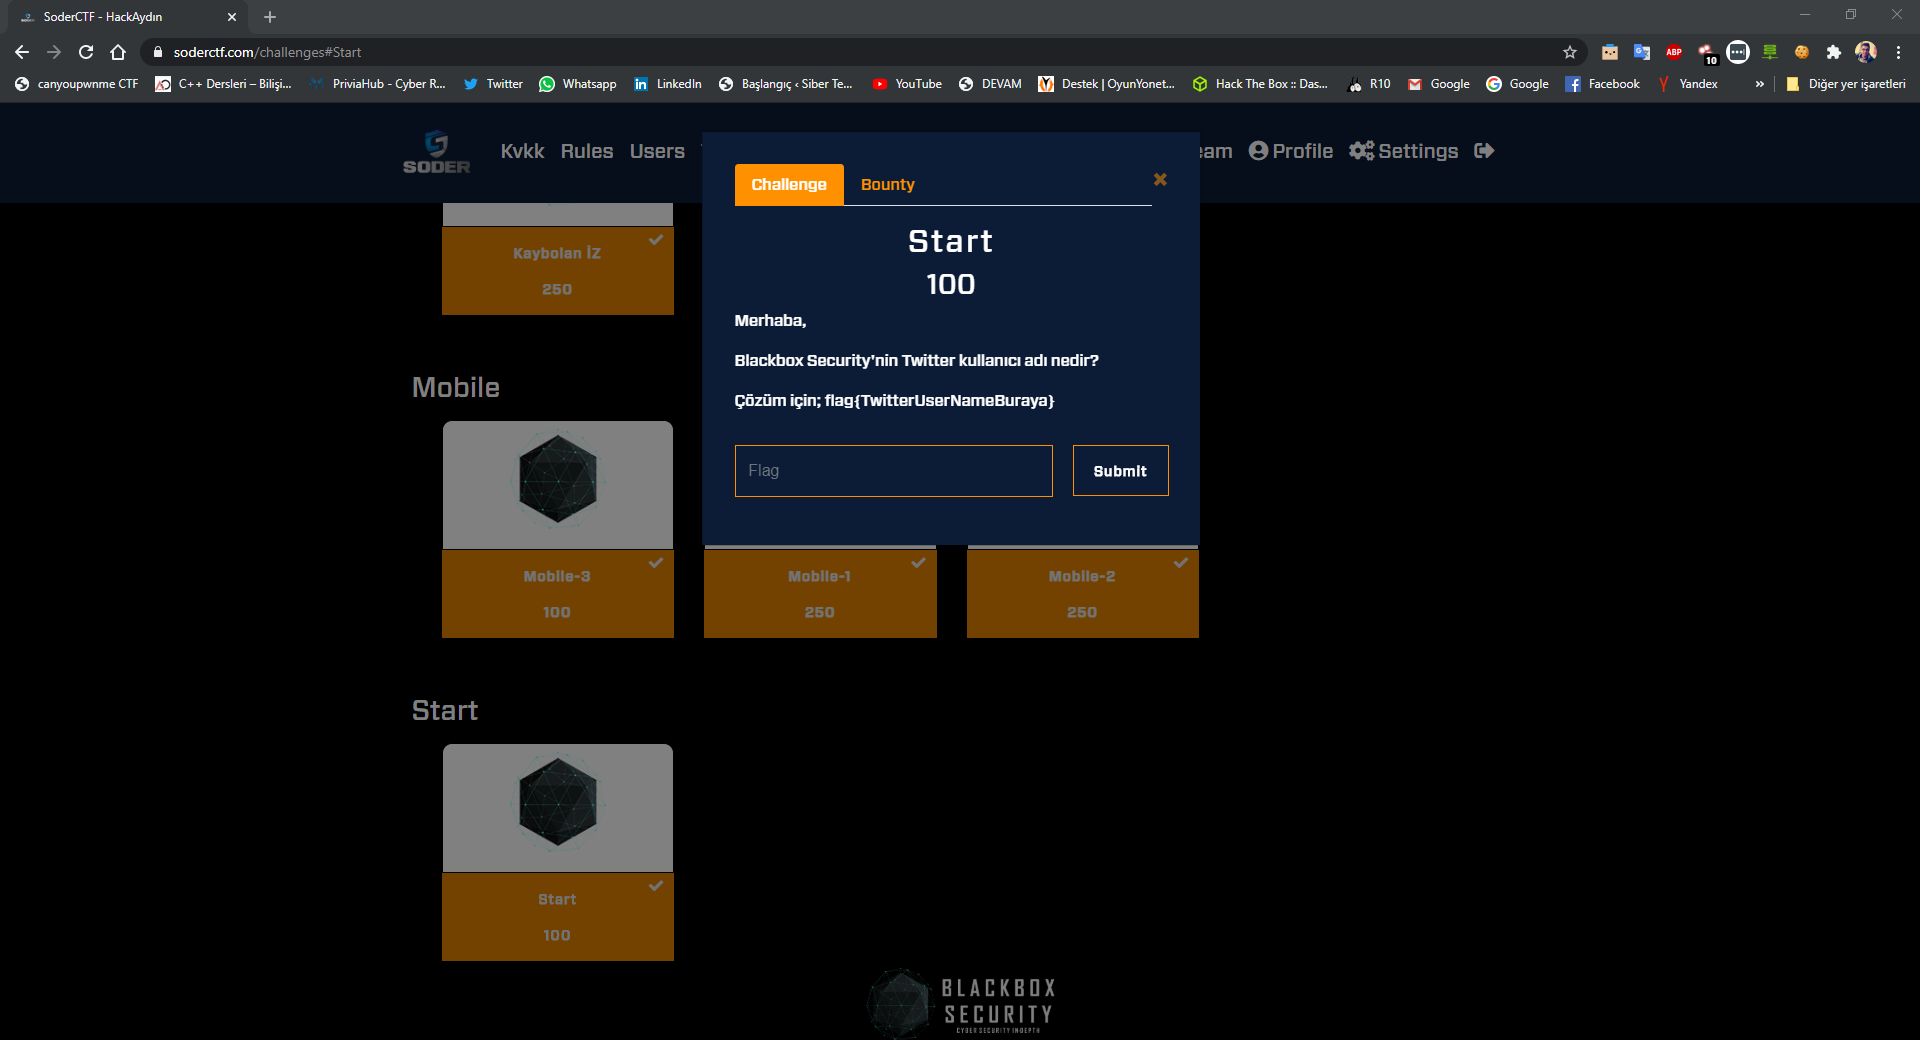 SoderCTF - HackAydın
soderctf.com/challenges#Start
ABP
10
canyoupwnme CTF
C++ Dersleri – Bilişi...
PriviaHub - Cyber R...
Twitter
Whatsapp
LinkedIn
Başlangıç ‹ Siber Te...
YouTube
DEVAM
Destek | OyunYonet...
Hack The Box :: Das...
R10
Google
Google
Facebook
Yandex
»
Diğer yer işaretleri
SODER
Kvkk
Rules
Users
eam
Profile
Settings
Challenge
Bounty
Start
100
Merhaba,
Blackbox Security'nin Twitter kullanıcı adı nedir?
Çözüm için; flag{TwitterUserNameBuraya}
Flag
Submit
Kaybolan İZ
250
Mobile
Mobile-3
100
Mobile-1
250
Mobile-2
250
Start
Start
100
BLACKBOX
SECURITY
CYBER SECURITY INDEPTH